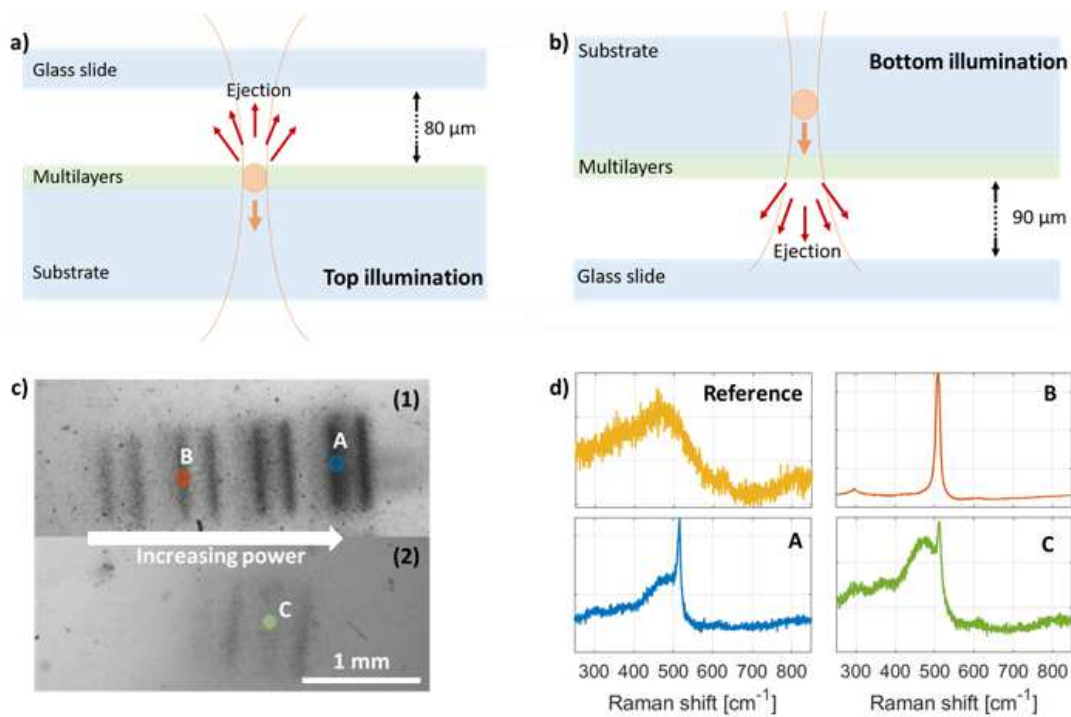 a)
Glass slide
Ejection
80 μm
Multilayers
Substrate
Top illumination
b)
Substrate
Bottom illumination
Multilayers
90 μm
Ejection
Glass slide
c)
(1)
A
B
Increasing power
(2)
C
1 mm
d)
Reference
B
A
C
300 400 500 600 700 800
300 400 500 600 700 800
Raman shift [cm⁻¹]
Raman shift [cm⁻¹]